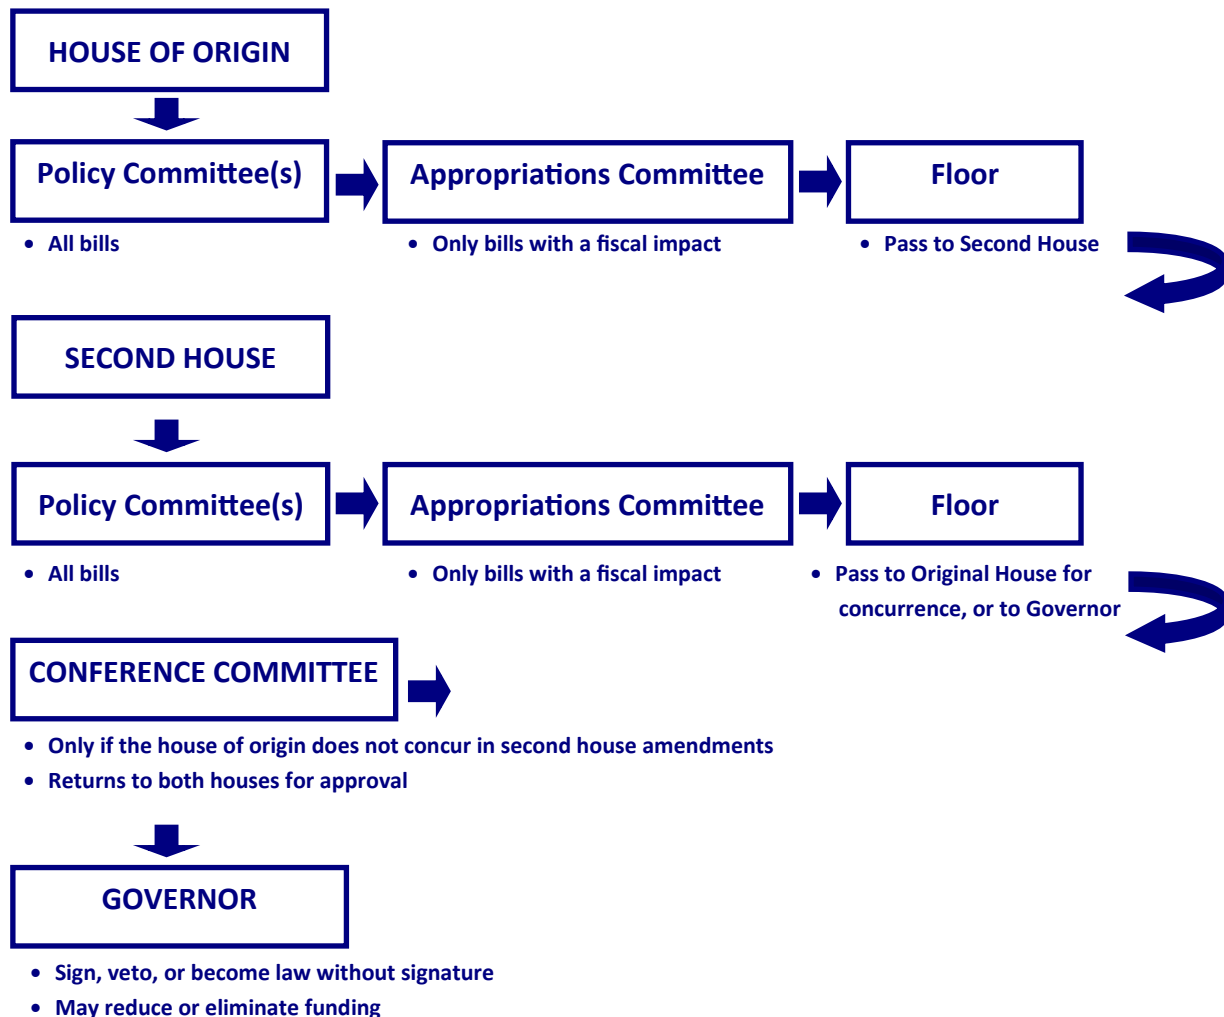 HOUSE OF ORIGIN
Policy Committee(s)
Appropriations Committee
Floor
• All bills
• Only bills with a fiscal impact
• Pass to Second House
SECOND HOUSE
Policy Committee(s)
Appropriations Committee
Floor
• All bills
• Only bills with a fiscal impact
• Pass to Original House for
concurrence, or to Governor
CONFERENCE COMMITTEE
• Only if the house of origin does not concur in second house amendments
• Returns to both houses for approval
GOVERNOR
• Sign, veto, or become law without signature
• May reduce or eliminate funding